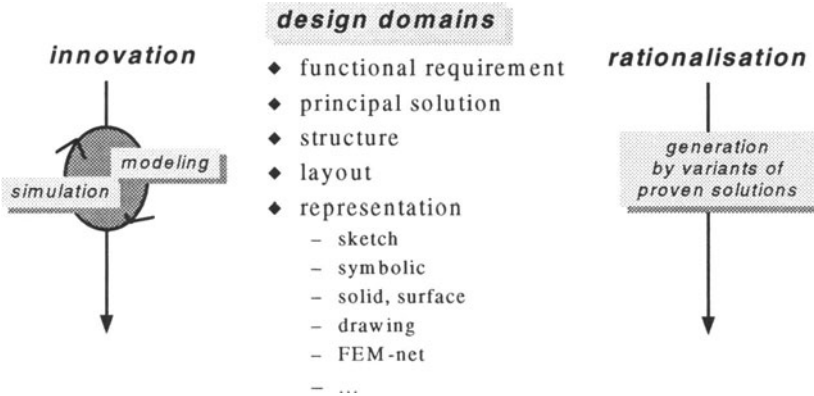 design domains
innovation
rationalisation
◆ functional requirement
◆ principal solution
◆ structure
◆ layout
◆ representation
– sketch
– symbolic
– solid, surface
– drawing
– FEM-net
– ...
modeling
simulation
generation
by variants of
proven solutions